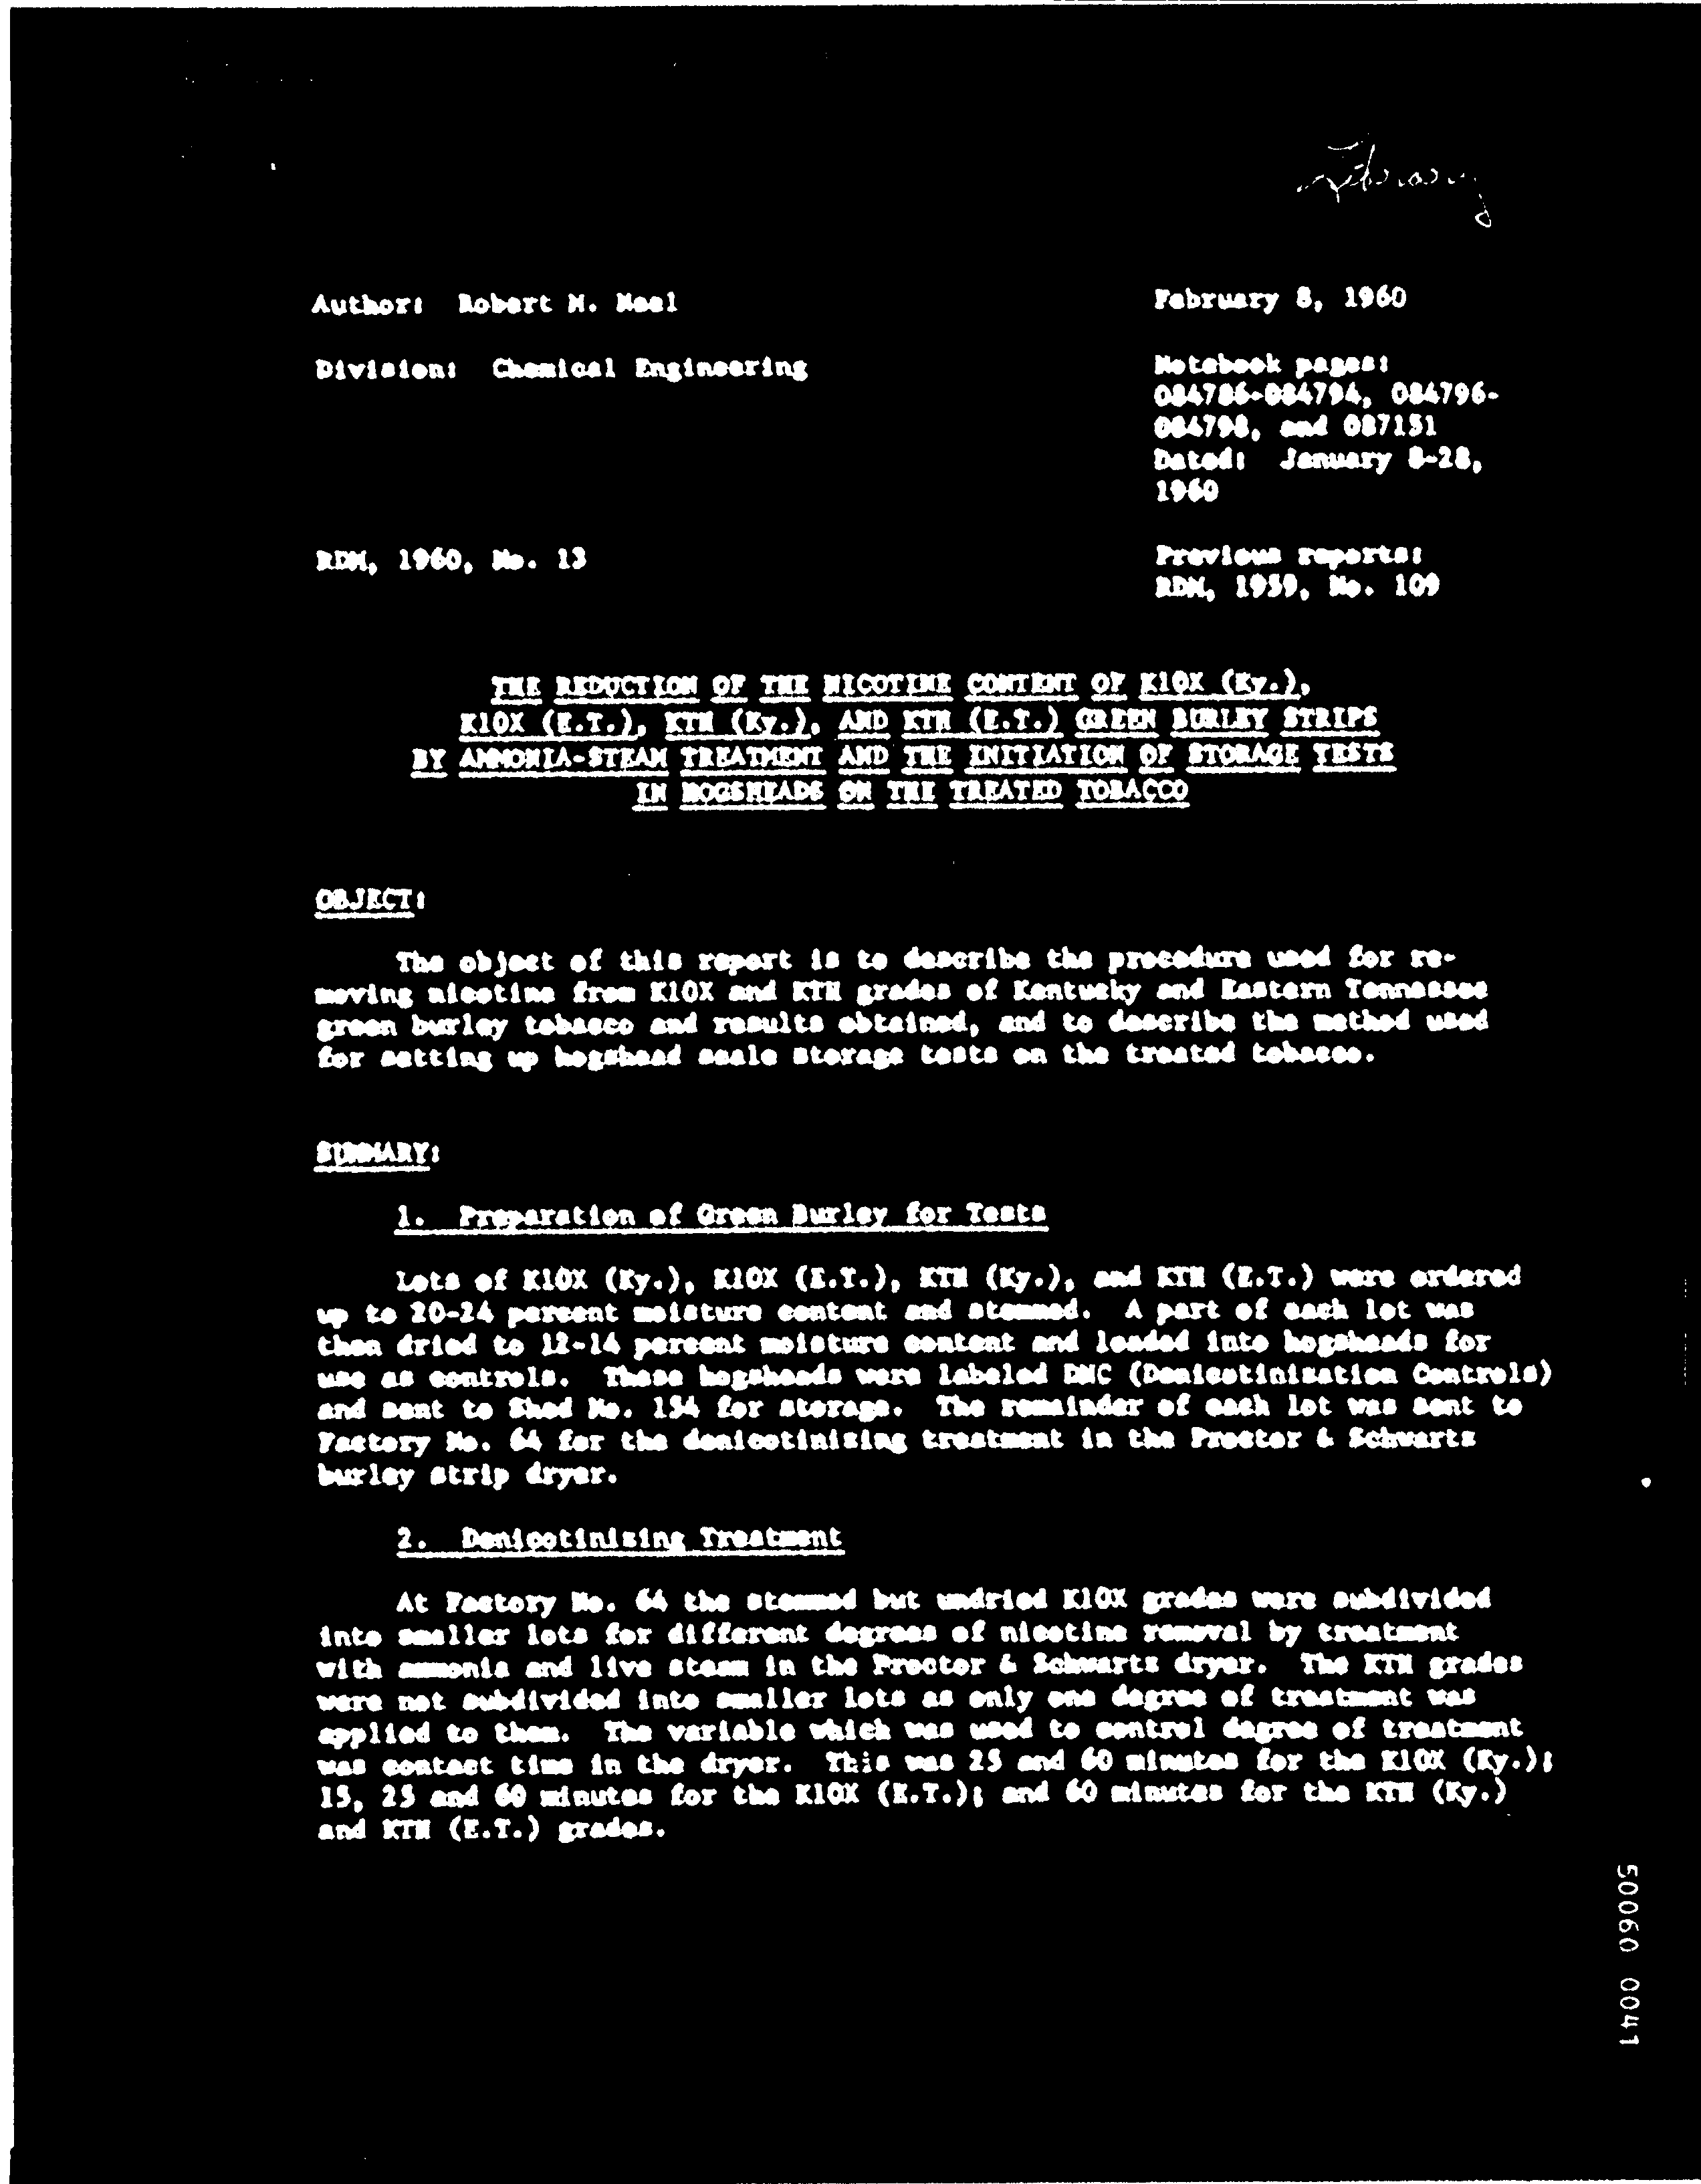 Library
Author: Robert M. Neel
February 8, 1960
Division: Chemical Engineering
Notebook pages:
084786-084794, 084796-
084798, and 087151
Dated: January 8-28,
1960
RDM, 1960, No. 13
Previous reports:
RDM, 1959, No. 109
THE REDUCTION OF THE NICOTINE CONTENT OF K10X (Ky.),
K10X (E.T.), KTH (Ky.), AND KTH (E.T.) GREEN BURLEY STRIPS
BY AMMONIA-STEAM TREATMENT AND THE INITIATION OF STORAGE TESTS
IN HOGSHEADS ON THE TREATED TOBACCO
OBJECT:
The object of this report is to describe the procedure used for re-
moving nicotine from K10X and KTH grades of Kentucky and Eastern Tennessee
green burley tobacco and results obtained, and to describe the method used
for setting up hogshead scale storage tests on the treated tobacco.
SUMMARY:
1. Preparation of Green Burley for Tests
Lots of K10X (Ky.), K10X (E.T.), KTH (Ky.), and KTH (E.T.) were ordered
up to 20-24 percent moisture content and stemmed. A part of each lot was
then dried to 12-14 percent moisture content and loaded into hogsheads for
use as controls. These hogsheads were labeled DNC (Denicotinization Controls)
and sent to Shed No. 154 for storage. The remainder of each lot was sent to
Factory No. 64 for the denicotinizing treatment in the Proctor & Schwartz
burley strip dryer.
2. Denicotinizing Treatment
At Factory No. 64 the stemmed but undried K10X grades were subdivided
into smaller lots for different degrees of nicotine removal by treatment
with ammonia and live steam in the Proctor & Schwartz dryer. The KTH grades
were not subdivided into smaller lots as only one degree of treatment was
applied to them. The variable which was used to control degree of treatment
was contact time in the dryer. This was 25 and 60 minutes for the K10X (Ky.);
15, 25 and 60 minutes for the K10X (E.T.); and 60 minutes for the KTH (Ky.)
and KTH (E.T.) grades.
50060 0041